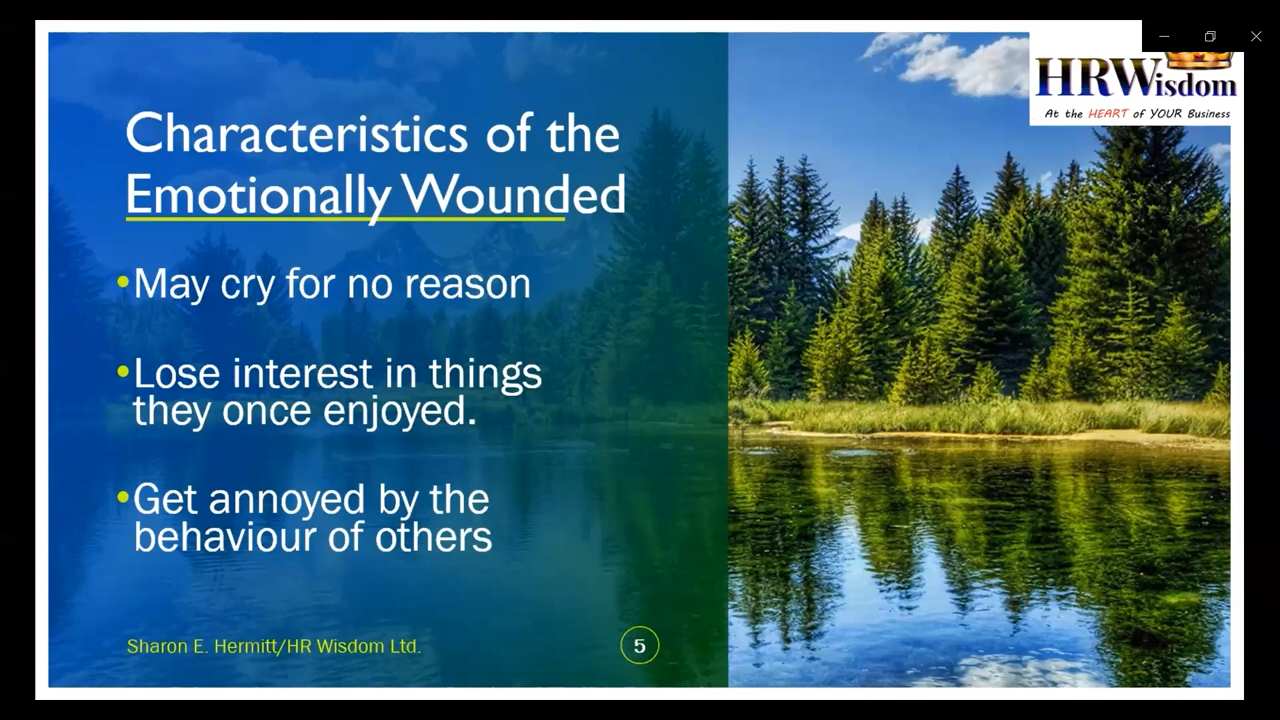 HRWisdom
At the HEART of YOUR Business
Characteristics of the
Emotionally Wounded
•May cry for no reason
•Lose interest in things
they once enjoyed.
•Get annoyed by the
behaviour of others
Sharon E. Hermitt/HR Wisdom Ltd.
5